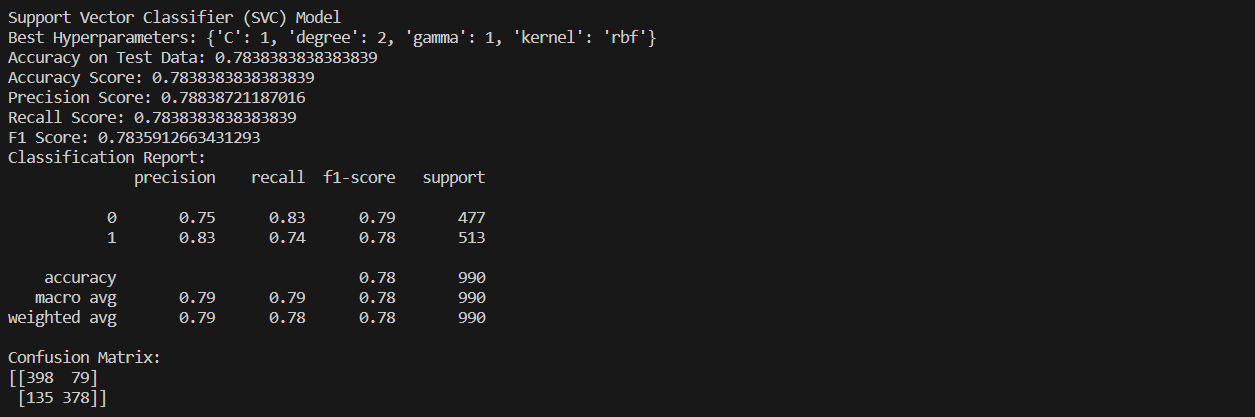 Support Vector Classifier (SVC) Model
Best Hyperparameters: {'C': 1, 'degree': 2, 'gamma': 1, 'kernel': 'rbf'}
Accuracy on Test Data: 0.7838383838383839
Accuracy Score: 0.7838383838383839
Precision Score: 0.78838721187016
Recall Score: 0.7838383838383839
F1 Score: 0.7835912663431293
Classification Report:
              precision    recall  f1-score   support

           0       0.75      0.83      0.79       477
           1       0.83      0.74      0.78       513

    accuracy                           0.78       990
   macro avg       0.79      0.79      0.78       990
weighted avg       0.79      0.78      0.78       990

Confusion Matrix:
[[398  79]
 [135 378]]